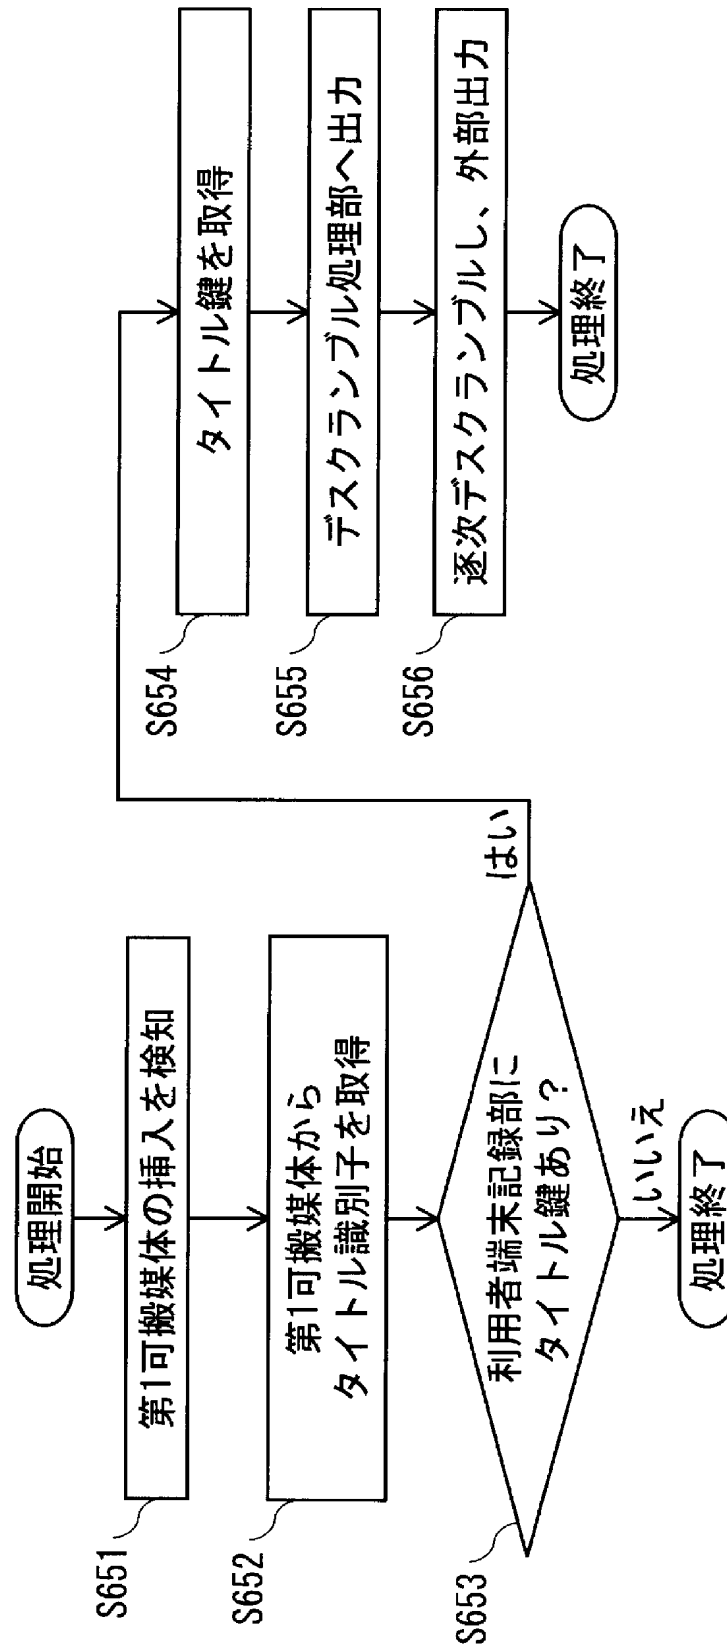 処理開始
S651
第1可搬媒体の挿入を検知
S652
第1可搬媒体から
タイトル識別子を取得
S653
利用者端末記録部に
タイトル鍵あり?
はい
いいえ
処理終了
S654
タイトル鍵を取得
S655
デスクランブル処理部へ出力
S656
逐次デスクランブルし、外部出力
処理終了